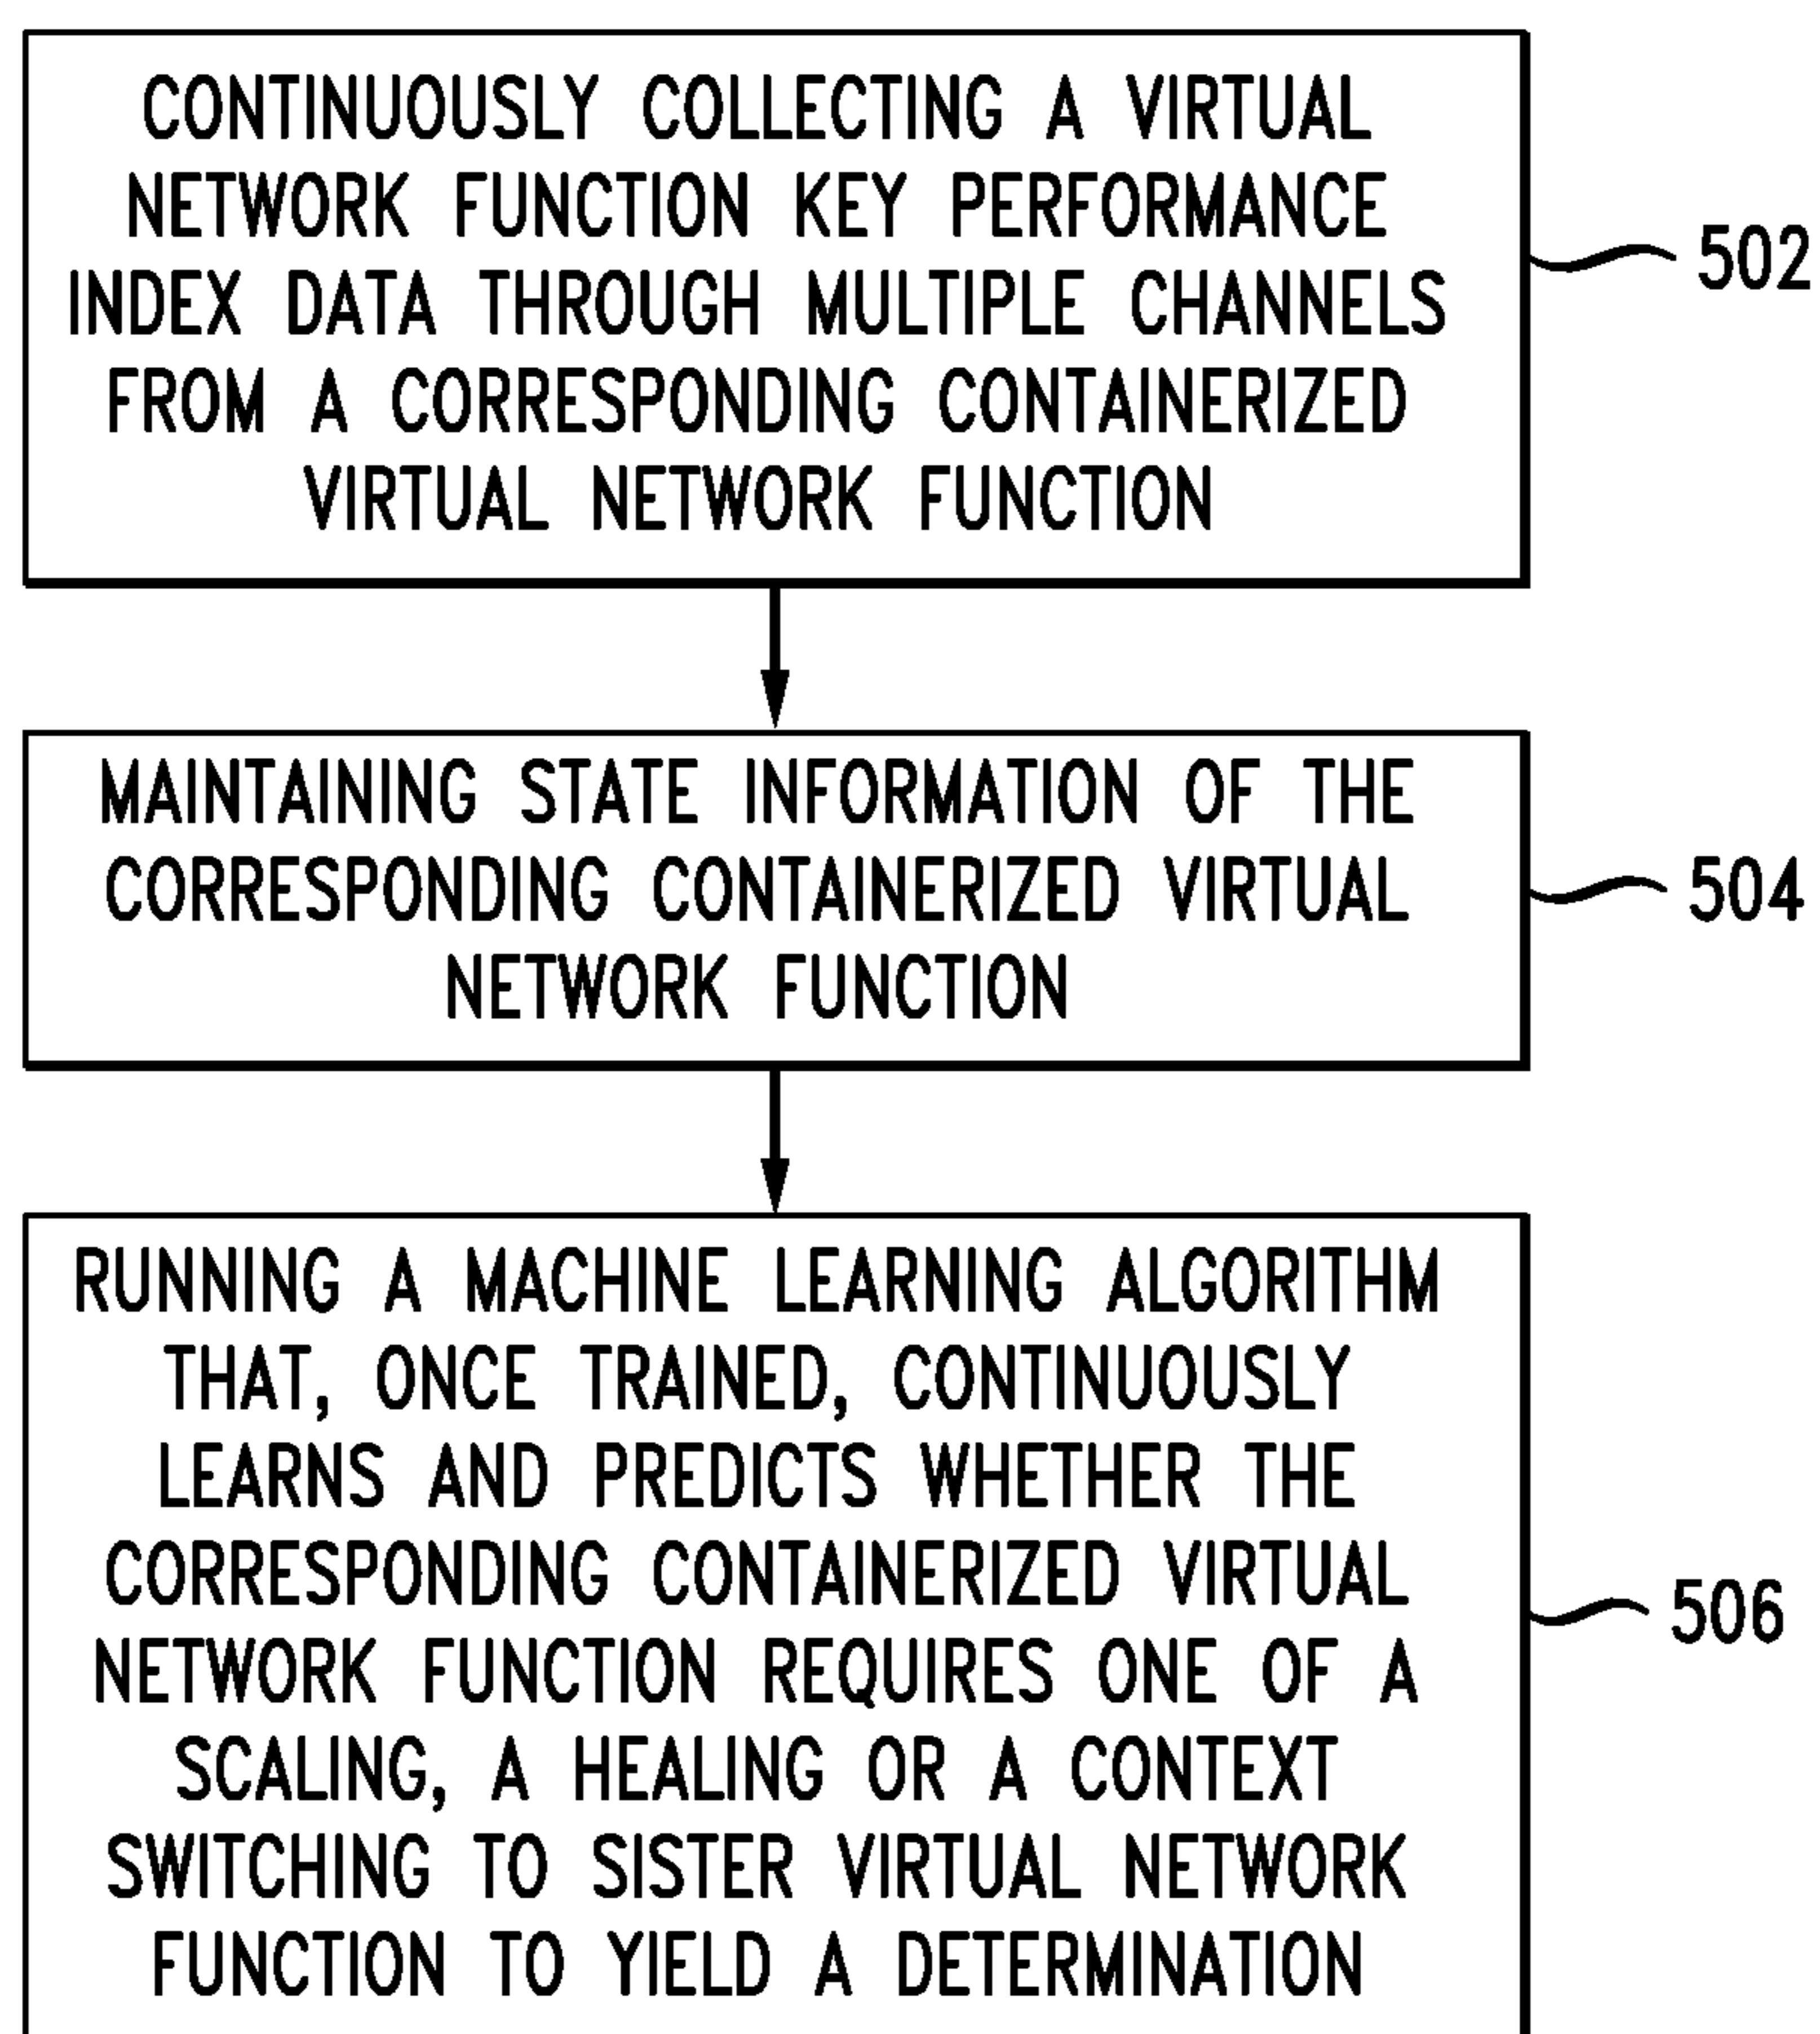 CONTINUOUSLY COLLECTING A VIRTUAL
NETWORK FUNCTION KEY PERFORMANCE
INDEX DATA THROUGH MULTIPLE CHANNELS
FROM A CORRESPONDING CONTAINERIZED
VIRTUAL NETWORK FUNCTION
502
MAINTAINING STATE INFORMATION OF THE
CORRESPONDING CONTAINERIZED VIRTUAL
NETWORK FUNCTION
504
RUNNING A MACHINE LEARNING ALGORITHM
THAT, ONCE TRAINED, CONTINUOUSLY
LEARNS AND PREDICTS WHETHER THE
CORRESPONDING CONTAINERIZED VIRTUAL
NETWORK FUNCTION REQUIRES ONE OF A
SCALING, A HEALING OR A CONTEXT
SWITCHING TO SISTER VIRTUAL NETWORK
FUNCTION TO YIELD A DETERMINATION
506